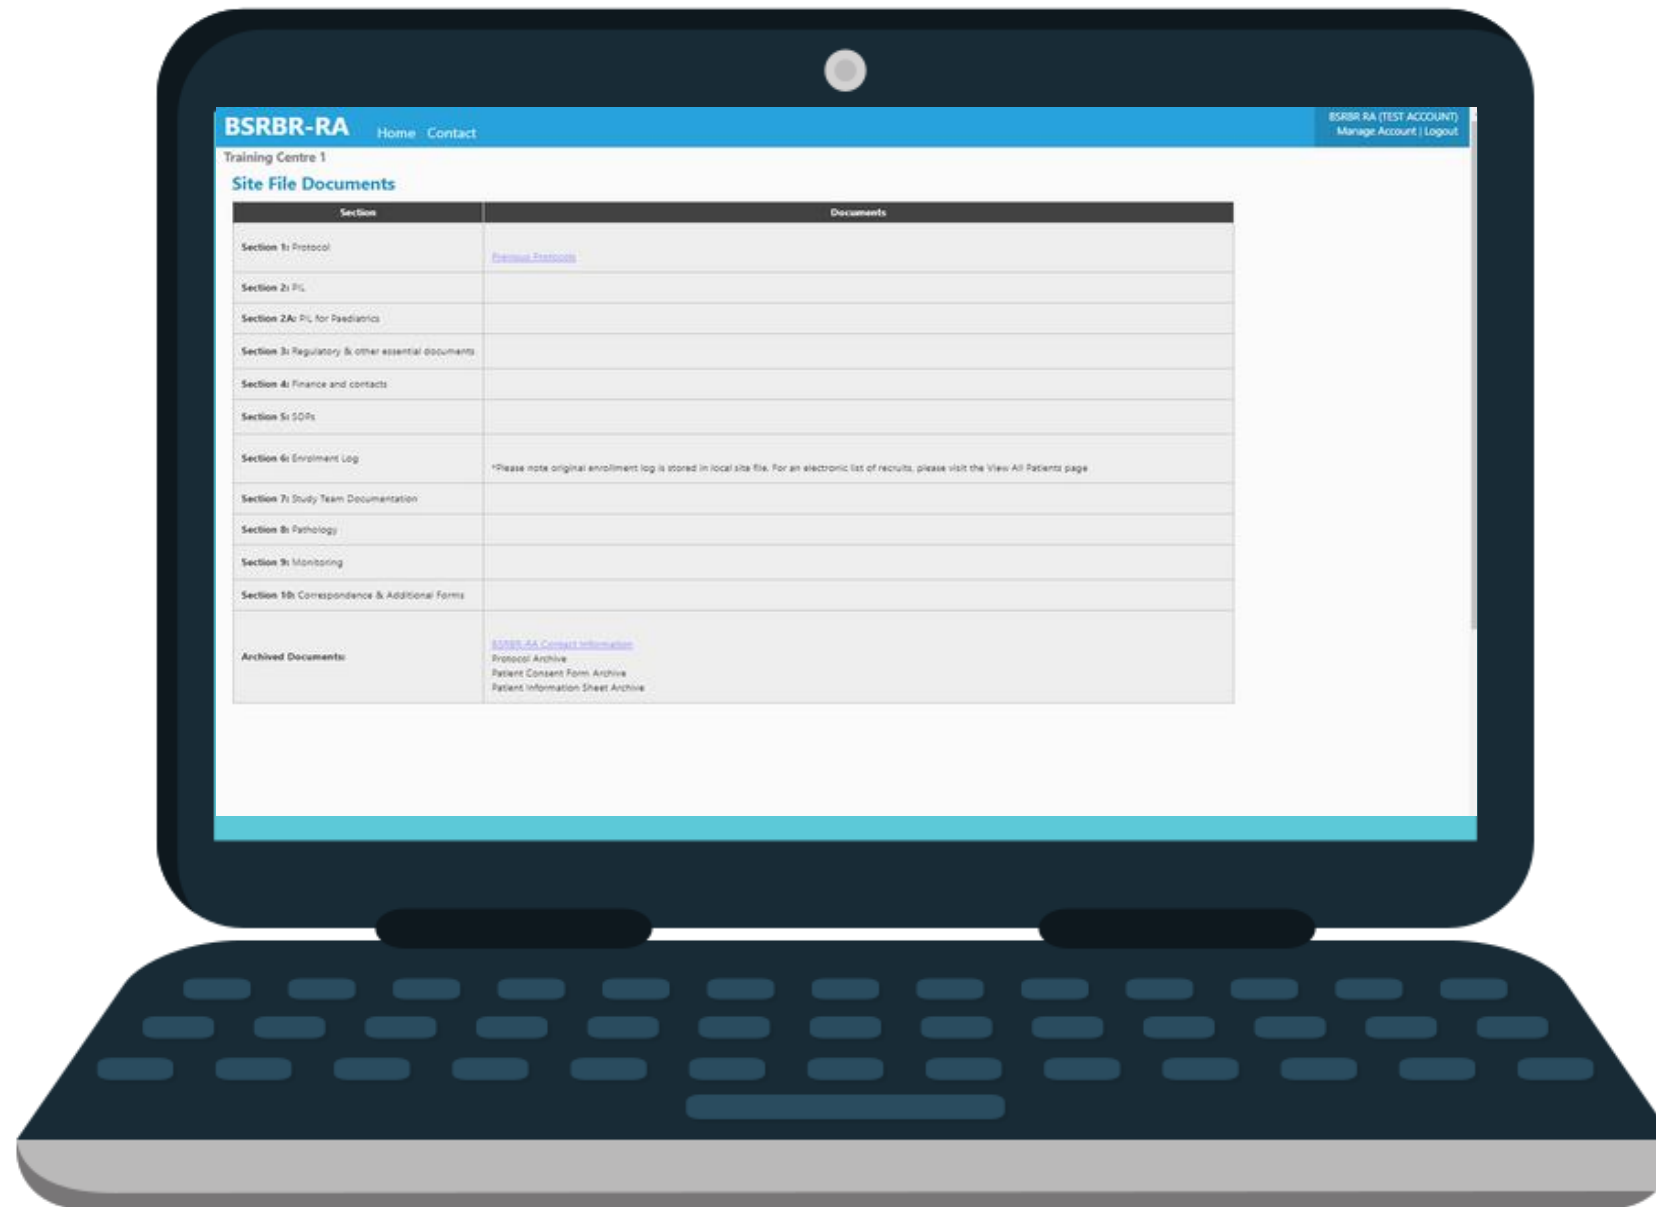 BSRBR-RA Home Contact
BSRBR RA (TEST ACCOUNT)
Manage Account | Logout
Training Centre 1
Site File Documents
Section Documents
Section 1: Protocol
Previous Protocols
Section 2: PIL
Section 2A: PIL for Paediatrics
Section 3: Regulatory & other essential documents
Section 4: Finance and contacts
Section 5: SOPs
Section 6: Enrolment Log
*Please note original enrollment log is stored in local site file. For an electronic list of recruits, please visit the View All Patients page
Section 7: Study Team Documentation
Section 8: Pathology
Section 9: Monitoring
Section 10: Correspondence & Additional Forms
Archived Documents:
BSRBR-RA Contact Information
Protocol Archive
Patient Consent Form Archive
Patient Information Sheet Archive